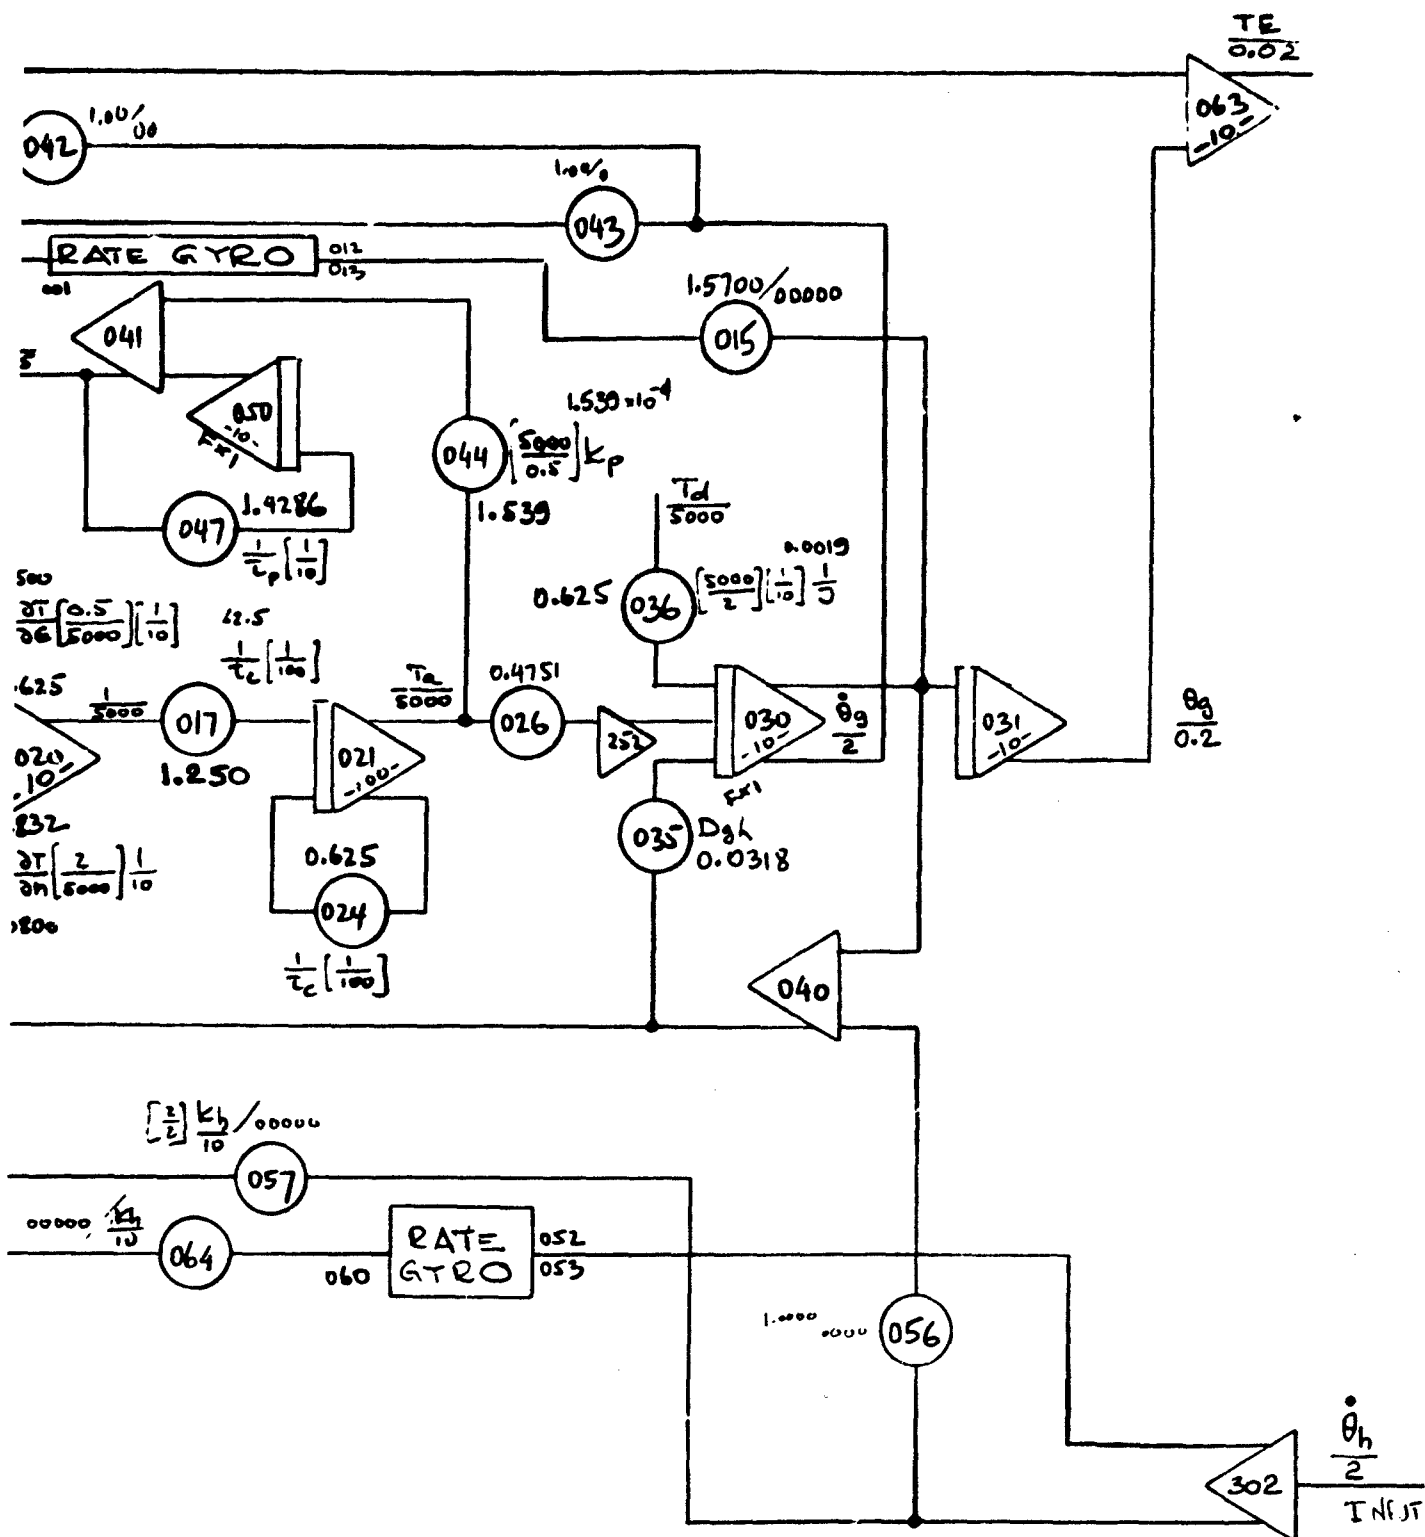 TE
0.02
063
-10-
042
1.00/00
1.00/0
043
RATE GYRO
012
013
001
1.5700/00000
015
041
050
-10-
F×1
1.539×10⁻⁴
044
[5000/0.5] kp
1.539
047
1.4286
1/τp [1/10]
Td/5000
0.0019
0.625
036
[5000/2] [1/10] 1/J
500
∂T/∂G [0.5/5000] [1/10]
62.5
1/τc [1/100]
.625
1/5000
017
1.250
020
.10-
021
-100-
Ta/5000
0.4751
026
252
030
-10-
F×1
θ̇g/2
031
-10-
θg/0.2
832
∂T/∂n [2/5000] 1/10
0800
0.625
024
1/τc [1/100]
035
Dgh
0.0318
040
[2/2] kh/10 /00000
057
00000 kh/10
064
060
RATE
GYRO
052
053
1.0000
.0000
056
302
θ̇h/2
INPUT